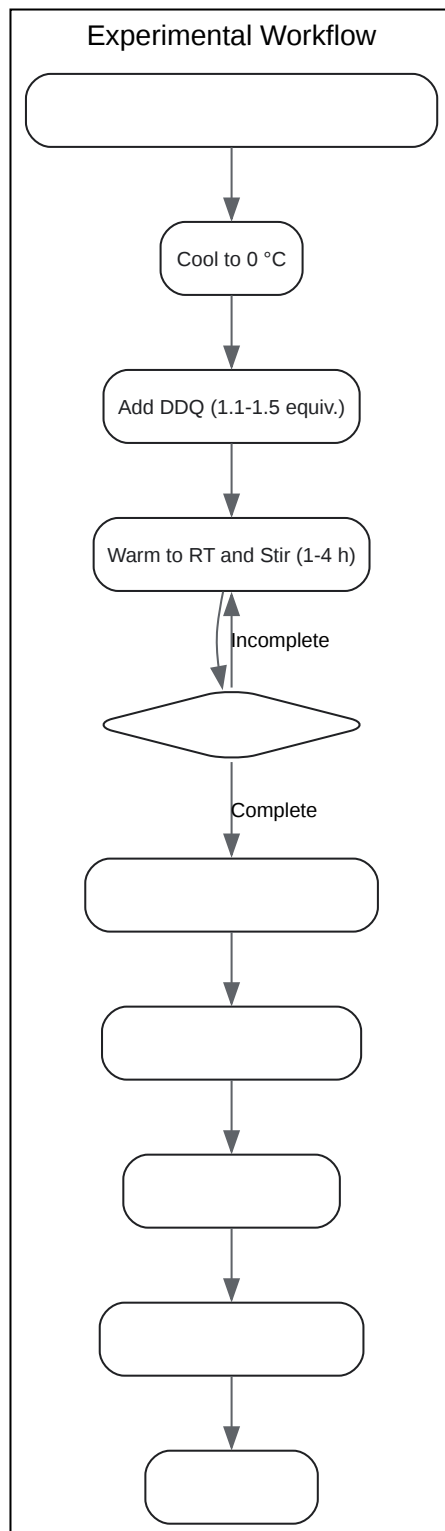 Experimental Workflow
Cool to 0 °C
Add DDQ (1.1-1.5 equiv.)
Warm to RT and Stir (1-4 h)
Incomplete
Complete